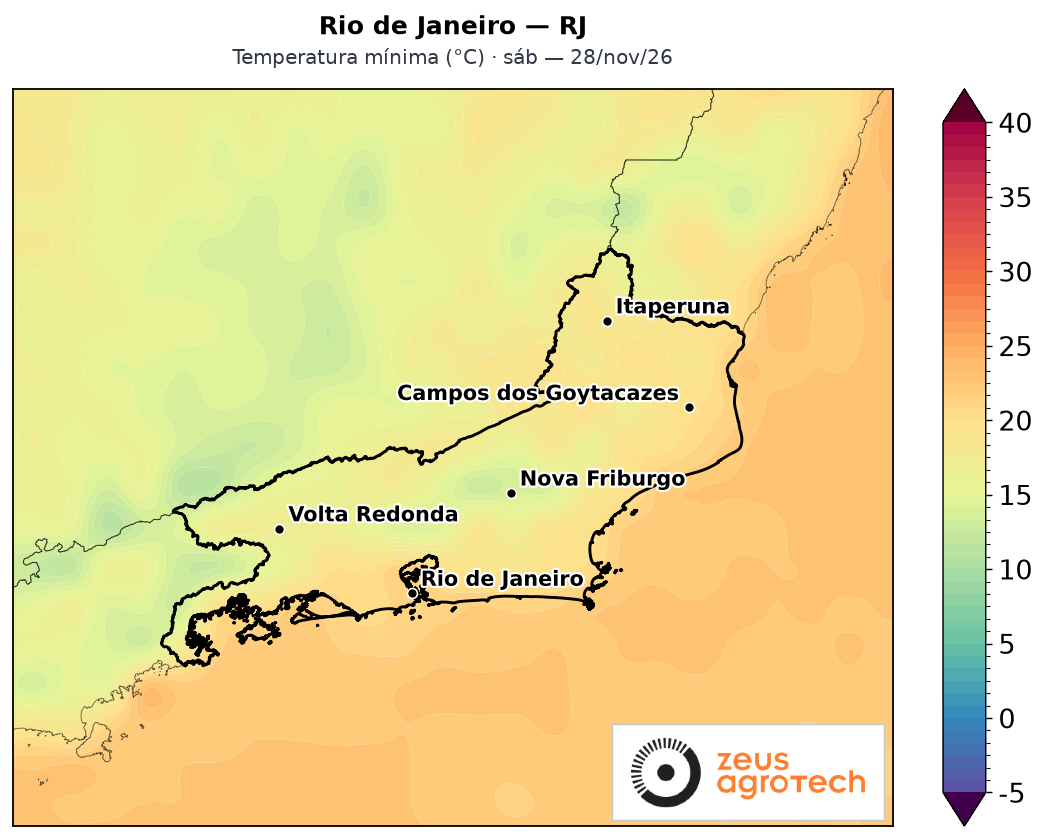 Rio de Janeiro — RJ
Temperatura mínima (°C) · sáb — 28/nov/26
Itaperuna
Campos dos Goytacazes
Nova Friburgo
Volta Redonda
Rio de Janeiro
40
35
30
25
20
15
10
5
0
-5
zeus
agrotech